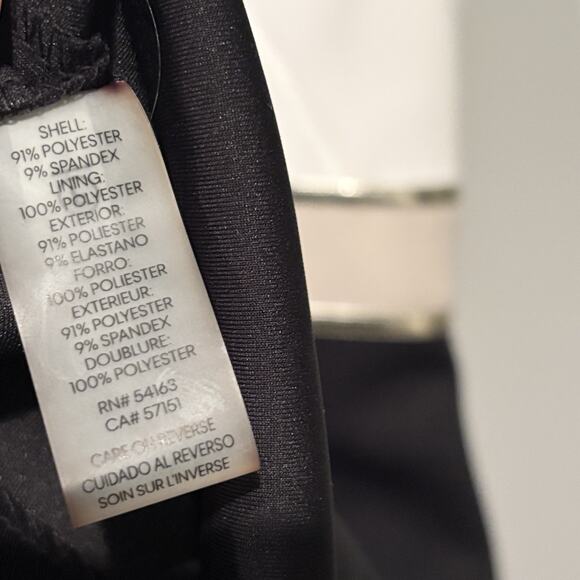 SHELL:
91% POLYESTER
9% SPANDEX
LINING:
100% POLYESTER
EXTERIOR:
91% POLIESTER
9% ELASTANO
FORRO:
100% POLIESTER
EXTERIEUR:
91% POLYESTER
9% SPANDEX
DOUBLURE:
100% POLYESTER
RN# 54163
CA# 57151
CARE ON REVERSE
CUIDADO AL REVERSO
SOIN SUR L'INVERSE